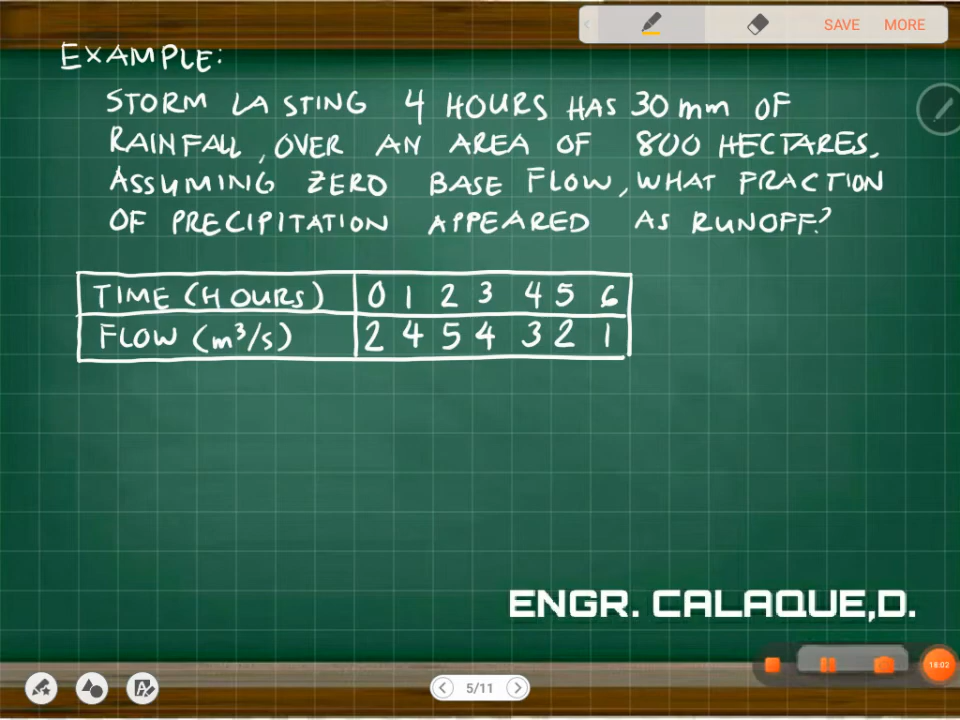 SAVE MORE
EXAMPLE:
STORM LASTING 4 HOURS HAS 30 mm OF
RAINFALL, OVER AN AREA OF 800 HECTARES,
ASSUMING ZERO BASE FLOW, WHAT FRACTION
OF PRECIPITATION APPEARED AS RUNOFF?
TIME (HOURS) 0 1 2 3 4 5 6
FLOW (m³/s) 2 4 5 4 3 2 1
ENGR. CALAQUE,D.
18:02
5/11